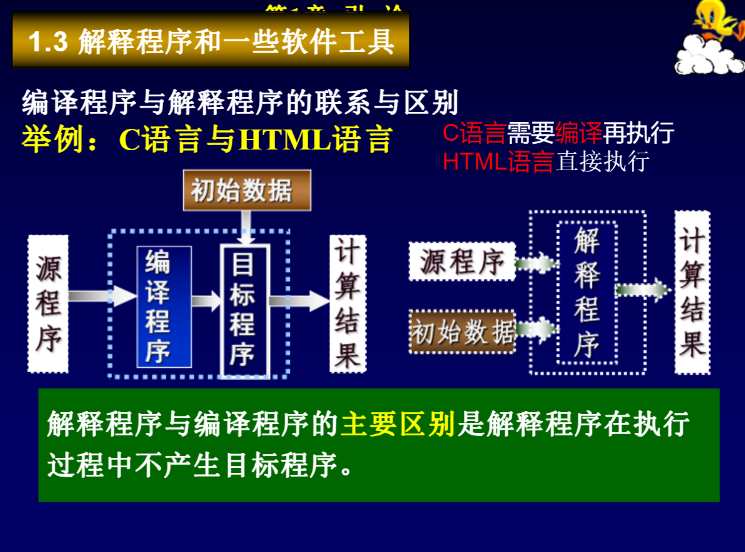 1.3 解释程序和一些软件工具
编译程序与解释程序的联系与区别
举例：C语言与HTML语言
C语言需要编译再执行
HTML语言直接执行
初始数据
源程序
编译程序
目标程序
计算结果
源程序
初始数据
解释程序
计算结果
解释程序与编译程序的主要区别是解释程序在执行
过程中不产生目标程序。